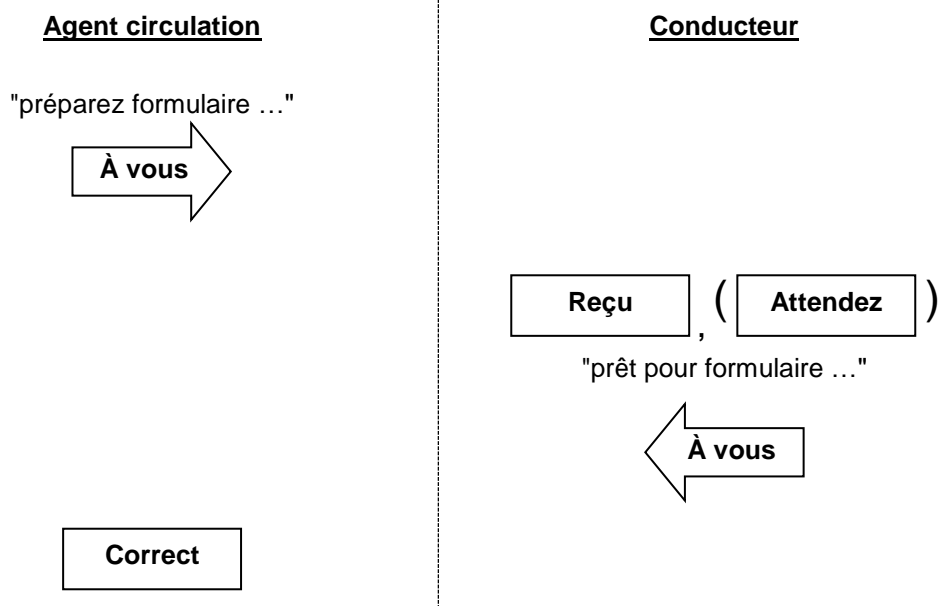 Agent circulation
Conducteur
"préparez formulaire …"
À vous
Reçu , ( Attendez )
"prêt pour formulaire …"
À vous
Correct